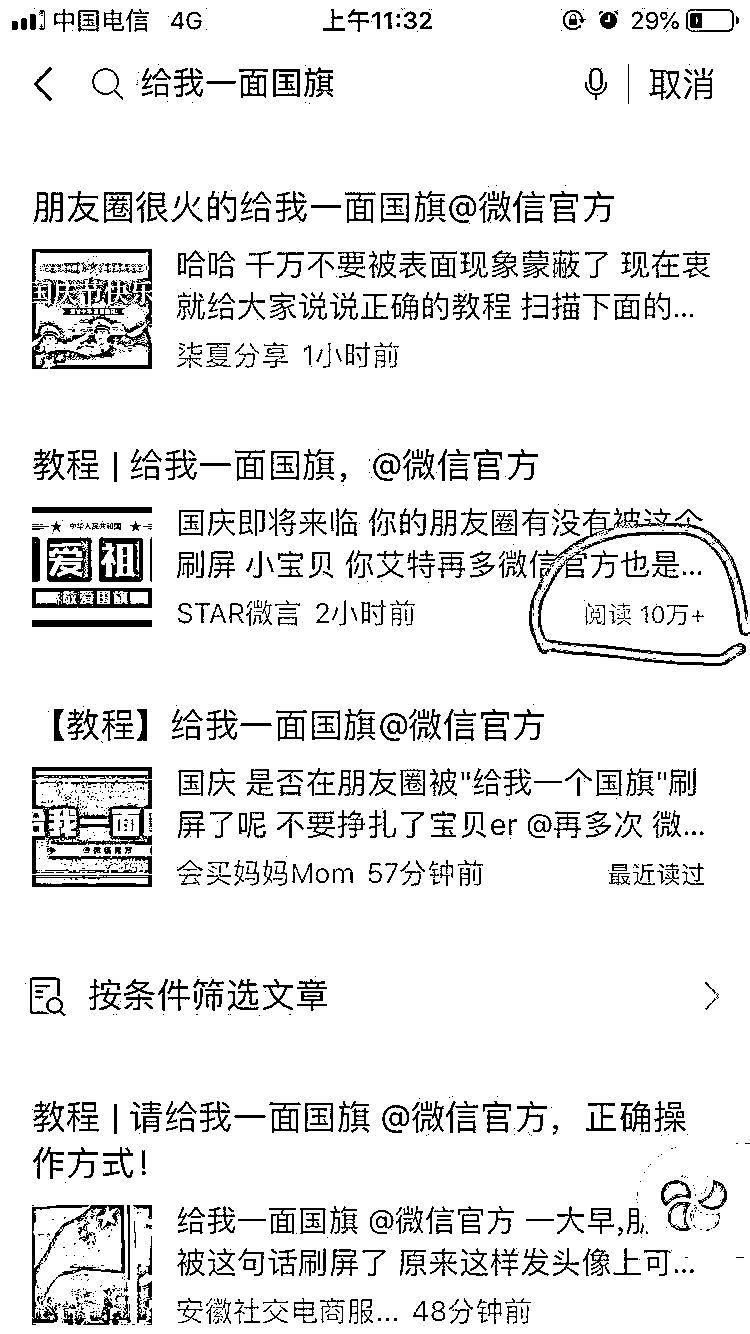 中国电信 4G 上午11:32 29%
给我一面国旗 取消
朋友圈很火的给我一面国旗@微信官方
哈哈 千万不要被表面现象蒙蔽了 现在衷
就给大家说说正确的教程 扫描下面的...
柒夏分享 1小时前
国庆节快乐
教程 | 给我一面国旗，@微信官方
国庆即将来临 你的朋友圈有没有被这个
刷屏 小宝贝 你艾特再多微信官方也是...
STAR微言 2小时前 阅读 10万+
中华人民共和国
爱祖
敬爱国旗
【教程】给我一面国旗@微信官方
国庆 是否在朋友圈被"给我一个国旗"刷
屏了呢 不要挣扎了宝贝er @再多次 微...
会买妈妈Mom 57分钟前 最近读过
给我一面
@微信官方
按条件筛选文章
教程 | 请给我一面国旗 @微信官方，正确操
作方式！
给我一面国旗 @微信官方 一大早,朋
被这句话刷屏了 原来这样发头像上可...
安徽社交电商服... 48分钟前